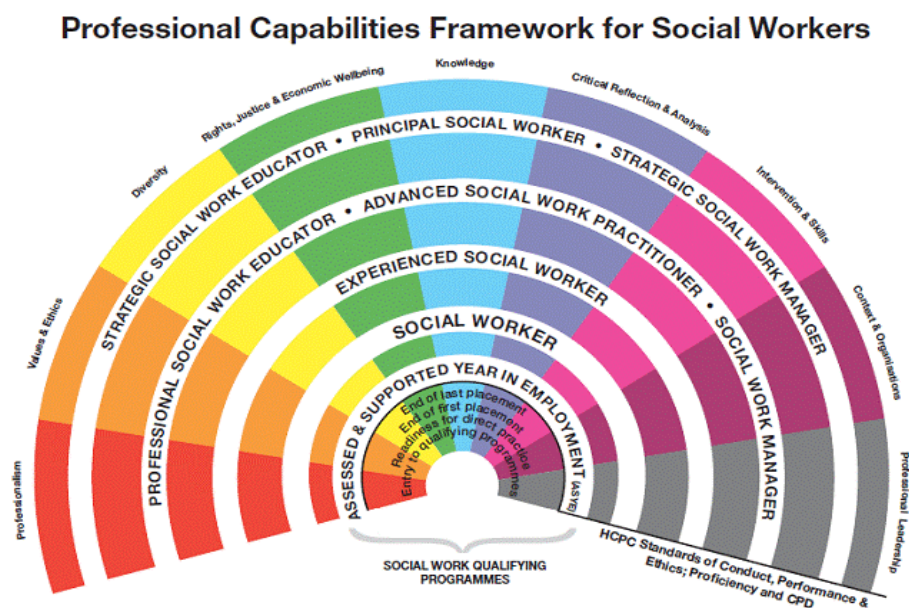 Professional Capabilities Framework for Social Workers
Professionalism
Values & Ethics
Diversity
Rights, Justice & Economic Wellbeing
Knowledge
Critical Reflection & Analysis
Intervention & Skills
Context & Organisations
Professional Leadership
STRATEGIC SOCIAL WORK EDUCATOR • PRINCIPAL SOCIAL WORKER • STRATEGIC SOCIAL WORK MANAGER
PROFESSIONAL SOCIAL WORK EDUCATOR • ADVANCED SOCIAL WORK PRACTITIONER • SOCIAL WORK MANAGER
EXPERIENCED SOCIAL WORKER
SOCIAL WORKER
ASSESSED & SUPPORTED YEAR IN EMPLOYMENT (ASYE)
End of last placement
End of first placement
Readiness for direct practice
Entry to qualifying programmes
SOCIAL WORK QUALIFYING
PROGRAMMES
HCPC Standards of Conduct, Performance &
Ethics; Proficiency and CPD